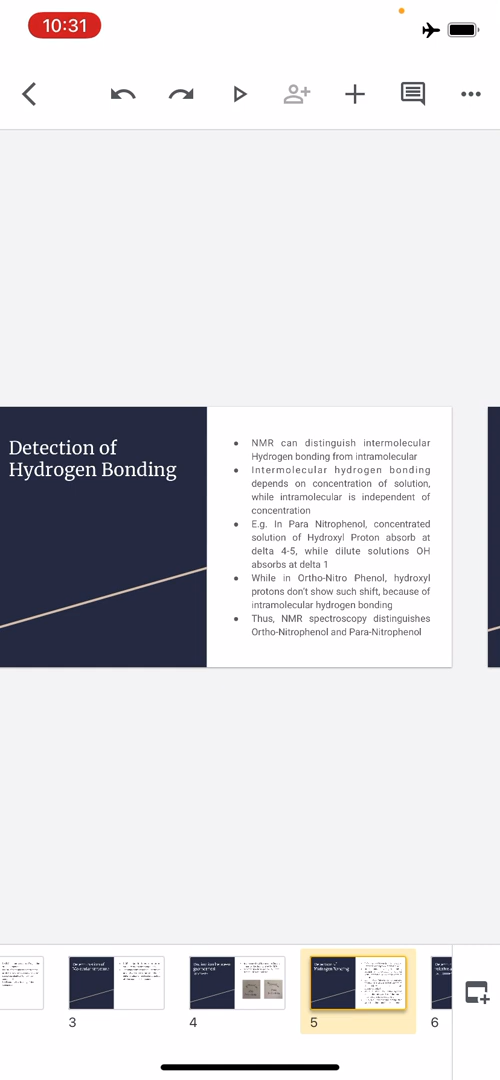 10:31
Detection of
Hydrogen Bonding
● NMR can distinguish intermolecular
Hydrogen bonding from intramolecular
● Intermolecular hydrogen bonding
depends on concentration of solution,
while intramolecular is independent of
concentration
● E.g. In Para Nitrophenol, concentrated
solution of Hydroxyl Proton absorb at
delta 4-5, while dilute solutions OH
absorbs at delta 1
● While in Ortho-Nitro Phenol, hydroxyl
protons don't show such shift, because of
intramolecular hydrogen bonding
● Thus, NMR spectroscopy distinguishes
Ortho-Nitrophenol and Para-Nitrophenol
3
4
Detection of
Hydrogen Bonding
5
6